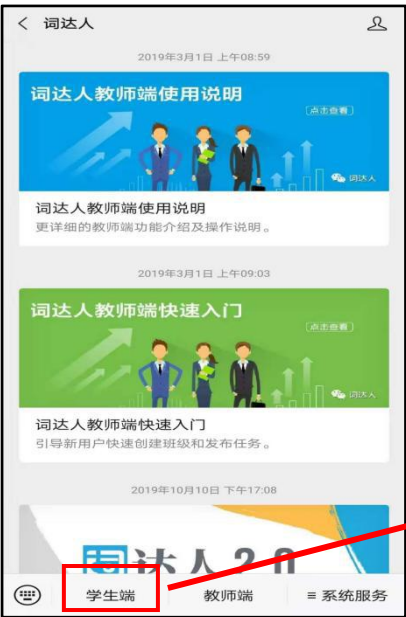 词达人
2019年3月1日 上午08:59
词达人教师端使用说明
〔点击查看〕
词达人
词达人教师端使用说明
更详细的教师端功能介绍及操作说明。
2019年3月1日 上午09:03
词达人教师端快速入门
〔点击查看〕
词达人
词达人教师端快速入门
引导新用户快速创建班级和发布任务。
2019年10月10日 下午17:08
词达人 2.0
学生端
教师端
≡ 系统服务